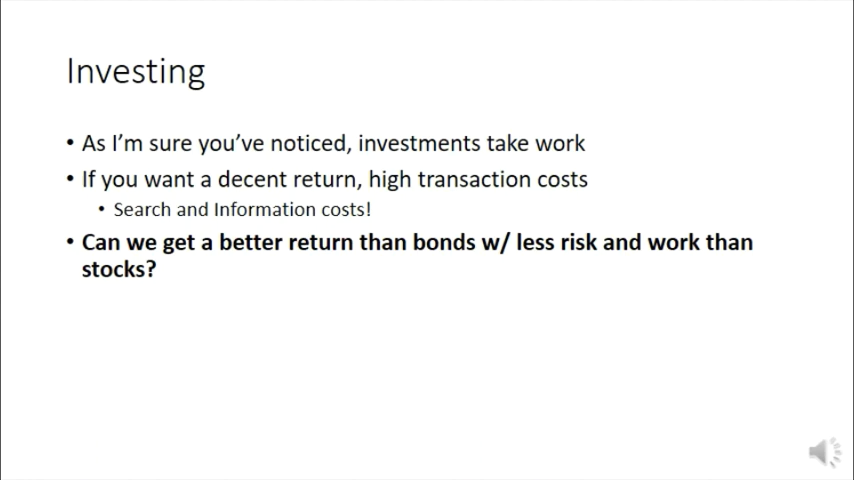 Investing
• As I'm sure you've noticed, investments take work
• If you want a decent return, high transaction costs
• Search and Information costs!
• Can we get a better return than bonds w/ less risk and work than
stocks?